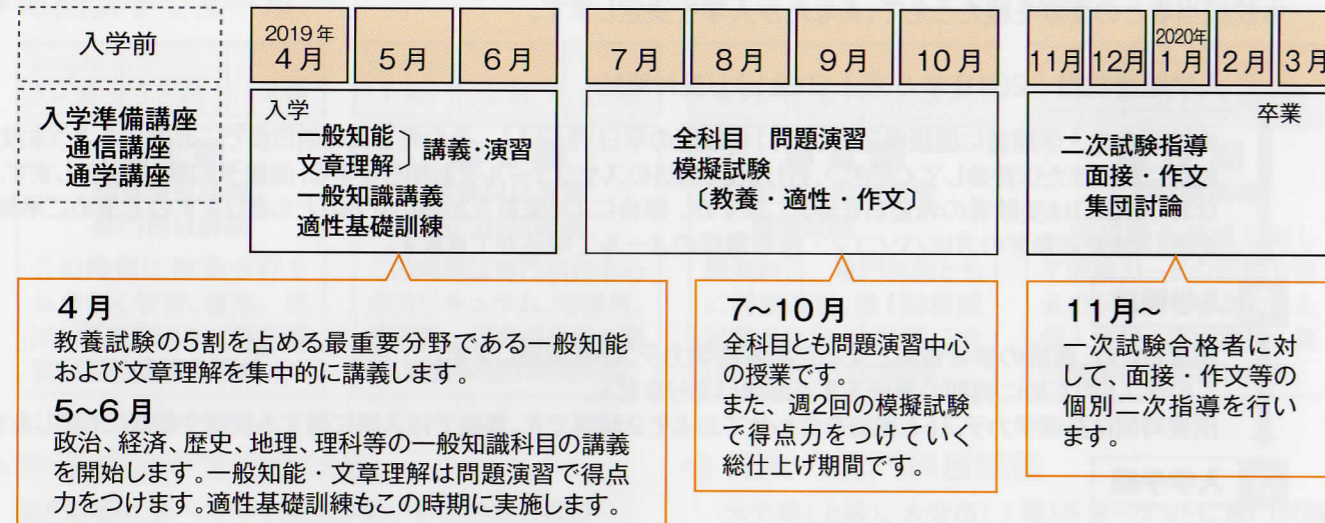 入学前
2019年
4月
5月
6月
7月
8月
9月
10月
11月
12月
2020年
1月
2月
3月
入学準備講座
通信講座
通学講座
入学
一般知能
文章理解
講義・演習
一般知識講義
適性基礎訓練
全科目 問題演習
模擬試験
〔教養・適性・作文〕
卒業
二次試験指導
面接・作文
集団討論
4月
教養試験の5割を占める最重要分野である一般知能
および文章理解を集中的に講義します。
5~6月
政治、経済、歴史、地理、理科等の一般知識科目の講義
を開始します。一般知能・文章理解は問題演習で得点
力をつけます。適性基礎訓練もこの時期に実施します。
7~10月
全科目とも問題演習中心
の授業です。
また、週2回の模擬試験
で得点力をつけていく
総仕上げ期間です。
11月~
一次試験合格者に対
して、面接・作文等の
個別二次指導を行い
ます。